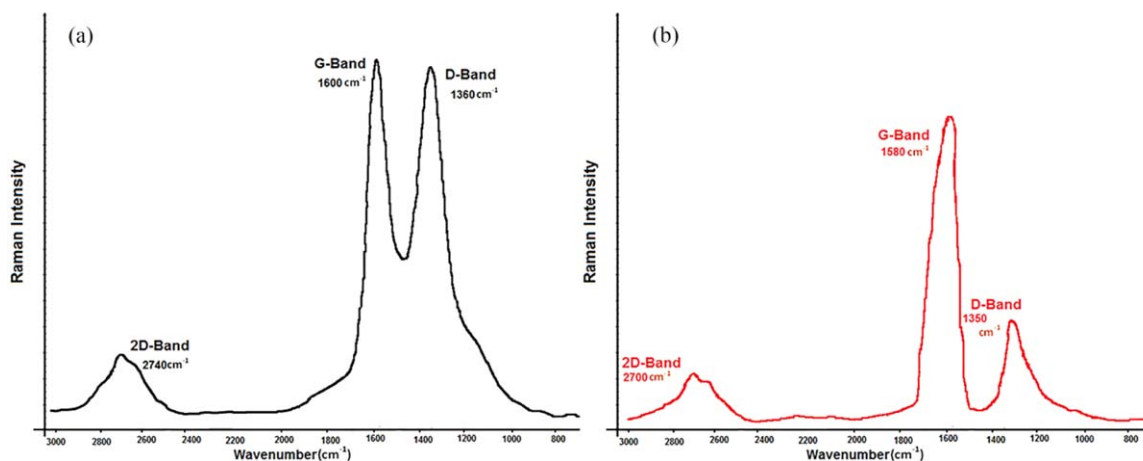 (a)
G-Band
1600 cm-1
D-Band
1360 cm-1
2D-Band
2740 cm-1
Raman Intensity
3000 2800 2600 2400 2200 2000 1800 1600 1400 1200 1000 800
Wavenumber(cm-1)
(b)
G-Band
1580 cm-1
D-Band
1350
cm-1
2D-Band
2700 cm-1
Raman Intensity
3000 2800 2600 2400 2200 2000 1800 1600 1400 1200 1000 800
Wavenumber(cm-1)